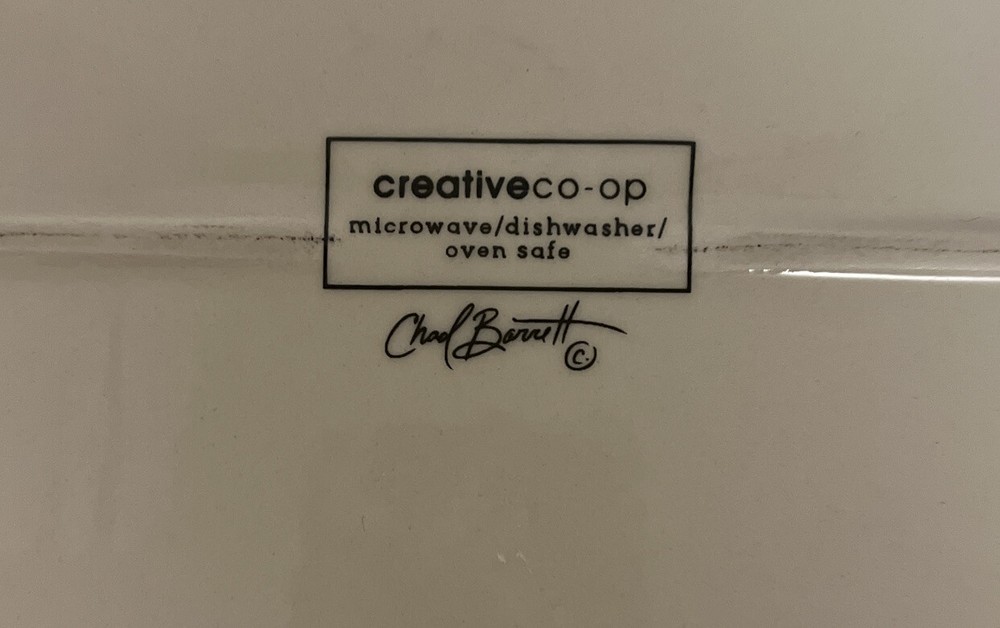 creativeco-op
microwave/dishwasher/
oven safe
Chad Barrett
©